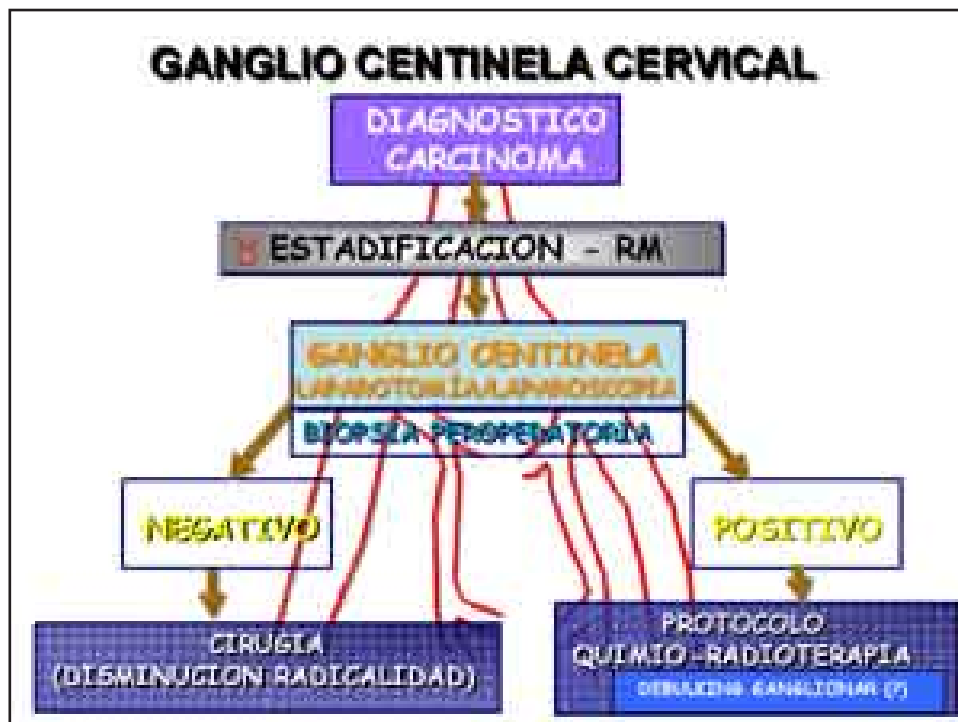 GANGLIO CENTINELA CERVICAL
DIAGNOSTICO
CARCINOMA
ESTADIFICACION - RM
GANGLIO CENTINELA
LAPAROTOMÍA/LAPAROSCOPIA
BIOPSIA PEROPERATORIA
NEGATIVO
POSITIVO
CIRUGIA
(DISMINUCION RADICALIDAD)
PROTOCOLO
QUIMIO-RADIOTERAPIA
DEBULKING GANGLIONAR (?)